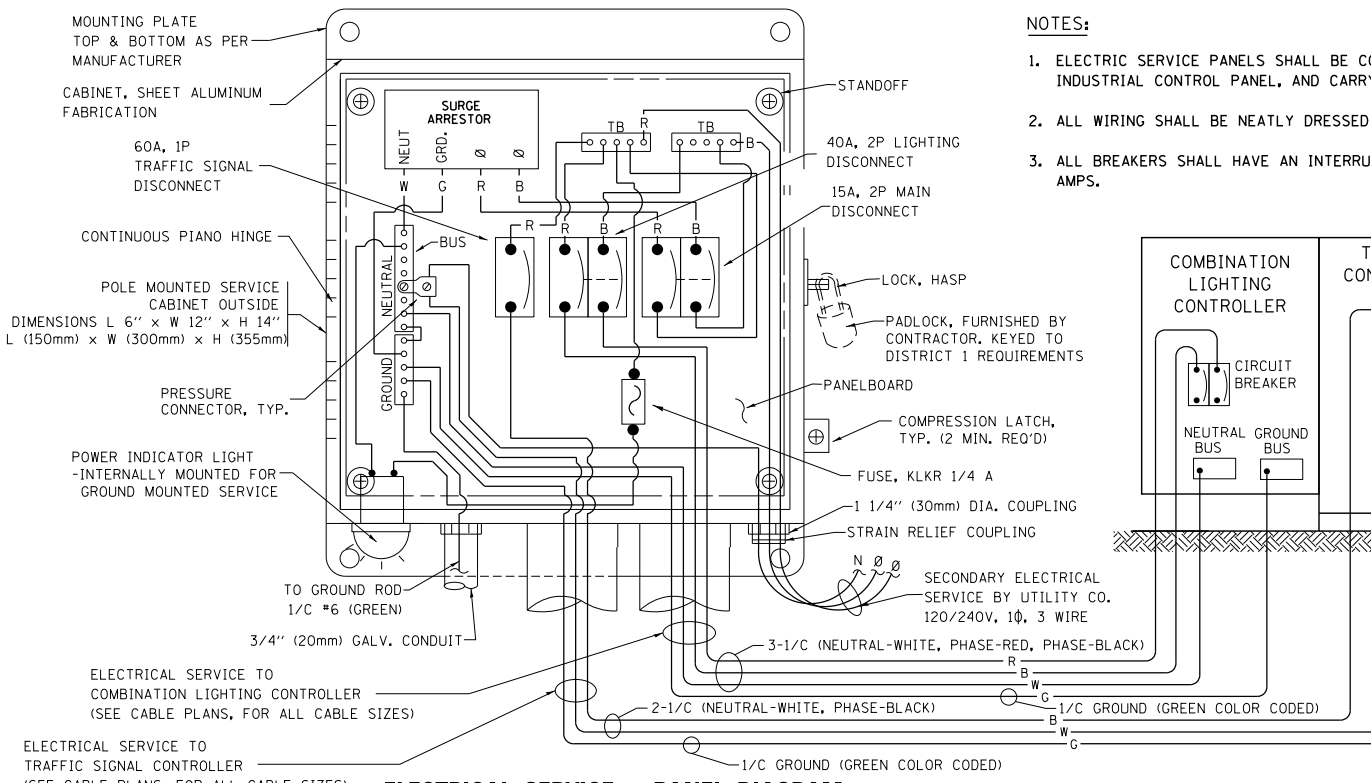 MOUNTING PLATE
TOP & BOTTOM AS PER
MANUFACTURER
CABINET, SHEET ALUMINUM
FABRICATION
60A, 1P
TRAFFIC SIGNAL
DISCONNECT
CONTINUOUS PIANO HINGE
POLE MOUNTED SERVICE
CABINET OUTSIDE
DIMENSIONS L 6" x W 12" x H 14"
L (150mm) x W (300mm) x H (355mm)
PRESSURE
CONNECTOR, TYP.
POWER INDICATOR LIGHT
-INTERNALLY MOUNTED FOR
GROUND MOUNTED SERVICE
SURGE
ARRESTOR
NEUT
GRD.
Ø
Ø
W
G
R
B
TB
R
TB
B
R
R
B
R
B
BUS
NEUTRAL
GROUND
STANDOFF
40A, 2P LIGHTING
DISCONNECT
15A, 2P MAIN
DISCONNECT
LOCK, HASP
PADLOCK, FURNISHED BY
CONTRACTOR. KEYED TO
DISTRICT 1 REQUIREMENTS
PANELBOARD
COMPRESSION LATCH,
TYP. (2 MIN. REQ'D)
FUSE, KLKR 1/4 A
1 1/4" (30mm) DIA. COUPLING
STRAIN RELIEF COUPLING
N Ø Ø
SECONDARY ELECTRICAL
SERVICE BY UTILITY CO.
120/240V, 1ϕ, 3 WIRE
TO GROUND ROD
1/C #6 (GREEN)
3/4" (20mm) GALV. CONDUIT
ELECTRICAL SERVICE TO
COMBINATION LIGHTING CONTROLLER
(SEE CABLE PLANS, FOR ALL CABLE SIZES)
ELECTRICAL SERVICE TO
TRAFFIC SIGNAL CONTROLLER
(SEE CABLE PLANS, FOR ALL CABLE SIZES)
3-1/C (NEUTRAL-WHITE, PHASE-RED, PHASE-BLACK)
R
B
W
G
1/C GROUND (GREEN COLOR CODED)
2-1/C (NEUTRAL-WHITE, PHASE-BLACK)
B
W
G
1/C GROUND (GREEN COLOR CODED)
NOTES:
1. ELECTRIC SERVICE PANELS SHALL BE CO
INDUSTRIAL CONTROL PANEL, AND CARRY
2. ALL WIRING SHALL BE NEATLY DRESSED
3. ALL BREAKERS SHALL HAVE AN INTERRU
AMPS.
COMBINATION
LIGHTING
CONTROLLER
CIRCUIT
BREAKER
NEUTRAL
BUS
GROUND
BUS
T
CON
ELECTRICAL SERVICE - PANEL DIAGRAM